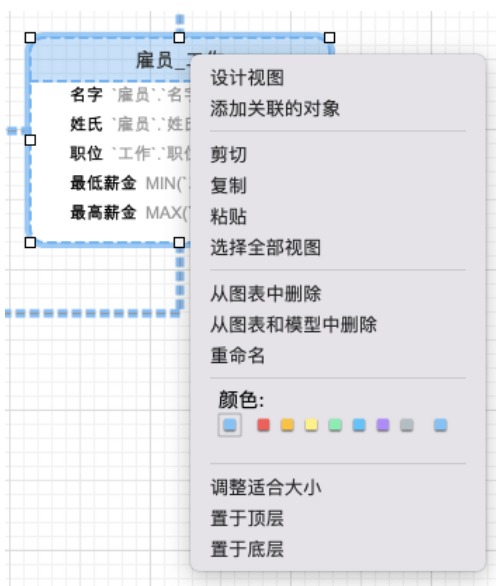 雇员_工作
名字 `雇员`.`名字
姓氏 `雇员`.`姓氏
职位 `工作`.`职位
最低薪金 MIN(`
最高薪金 MAX(`
设计视图
添加关联的对象
剪切
复制
粘贴
选择全部视图
从图表中删除
从图表和模型中删除
重命名
颜色:
调整适合大小
置于顶层
置于底层